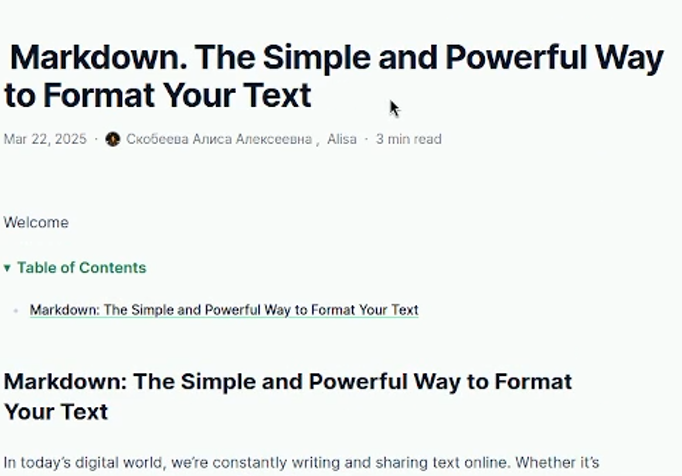 Markdown. The Simple and Powerful Way
to Format Your Text
Mar 22, 2025 · Скобеева Алиса Алексеевна , Alisa · 3 min read
Welcome
▾ Table of Contents
Markdown: The Simple and Powerful Way to Format Your Text
Markdown: The Simple and Powerful Way to Format
Your Text
In today’s digital world, we’re constantly writing and sharing text online. Whether it’s